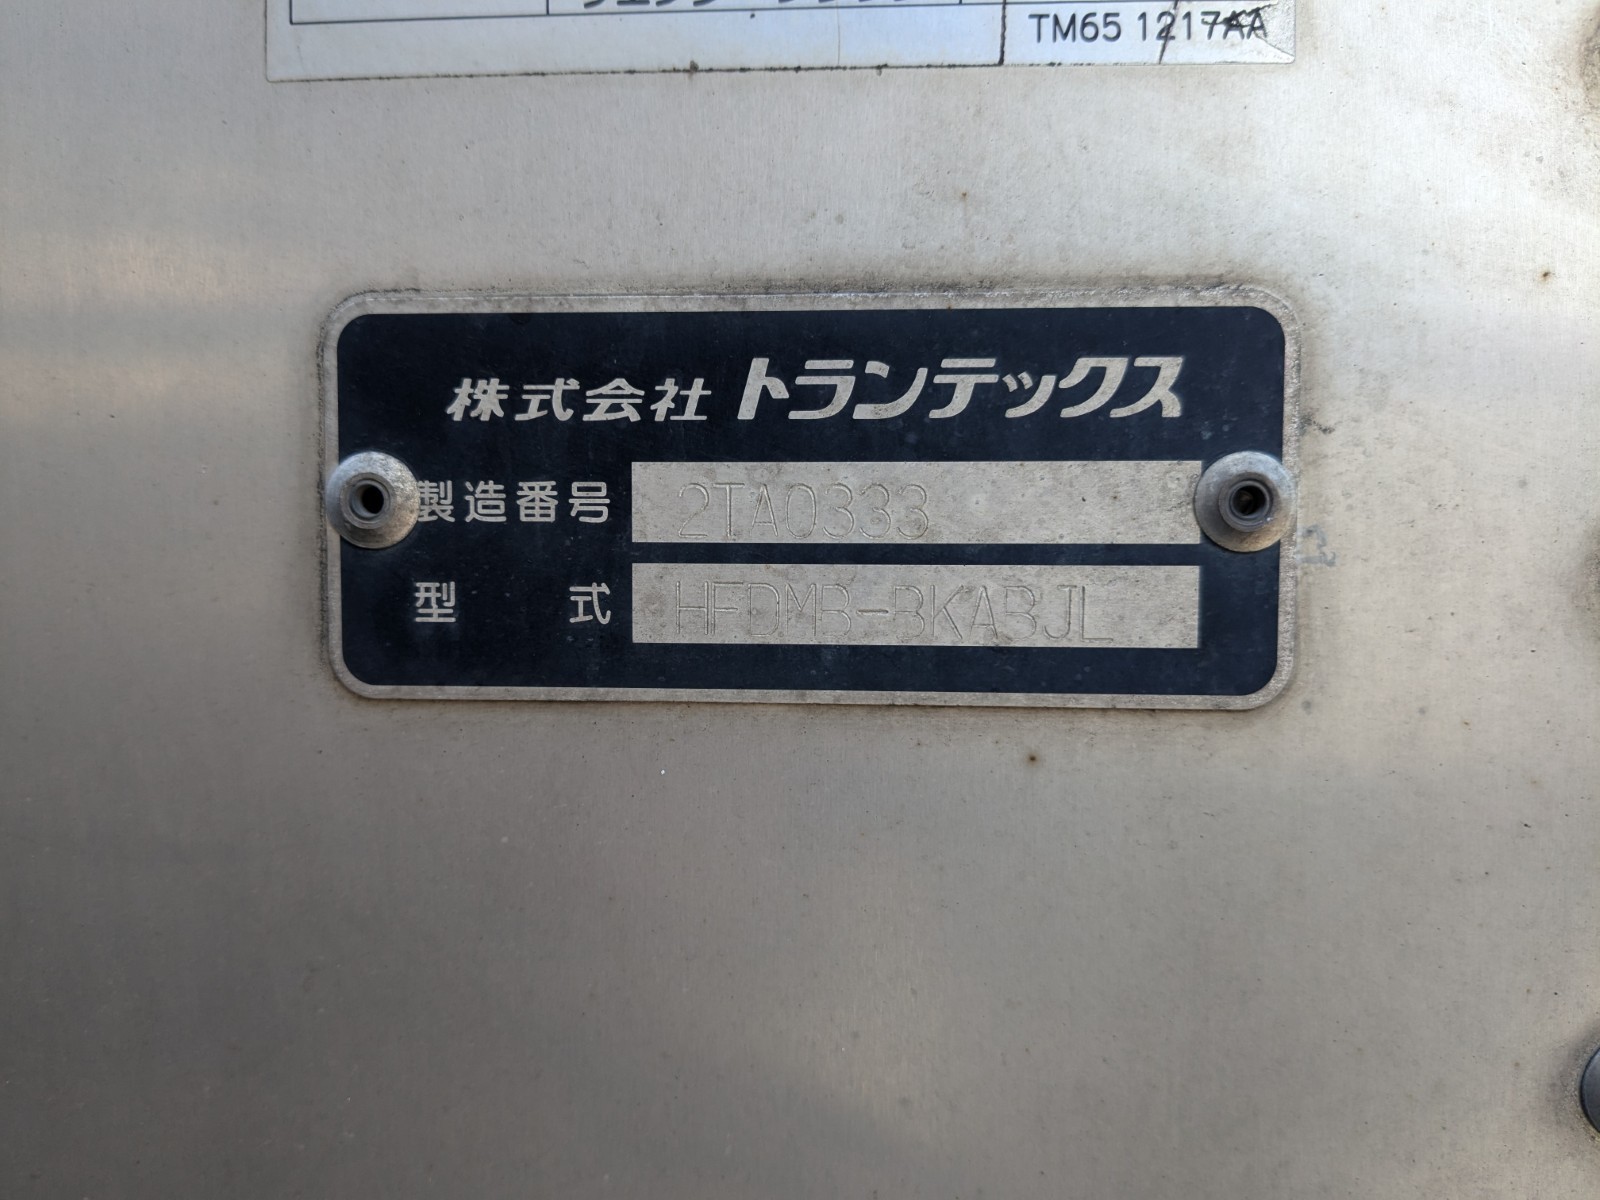 TM65 1217AA
株式会社 トランテックス
製造番号 2TA0333
型式 HFDMB-BKABJL